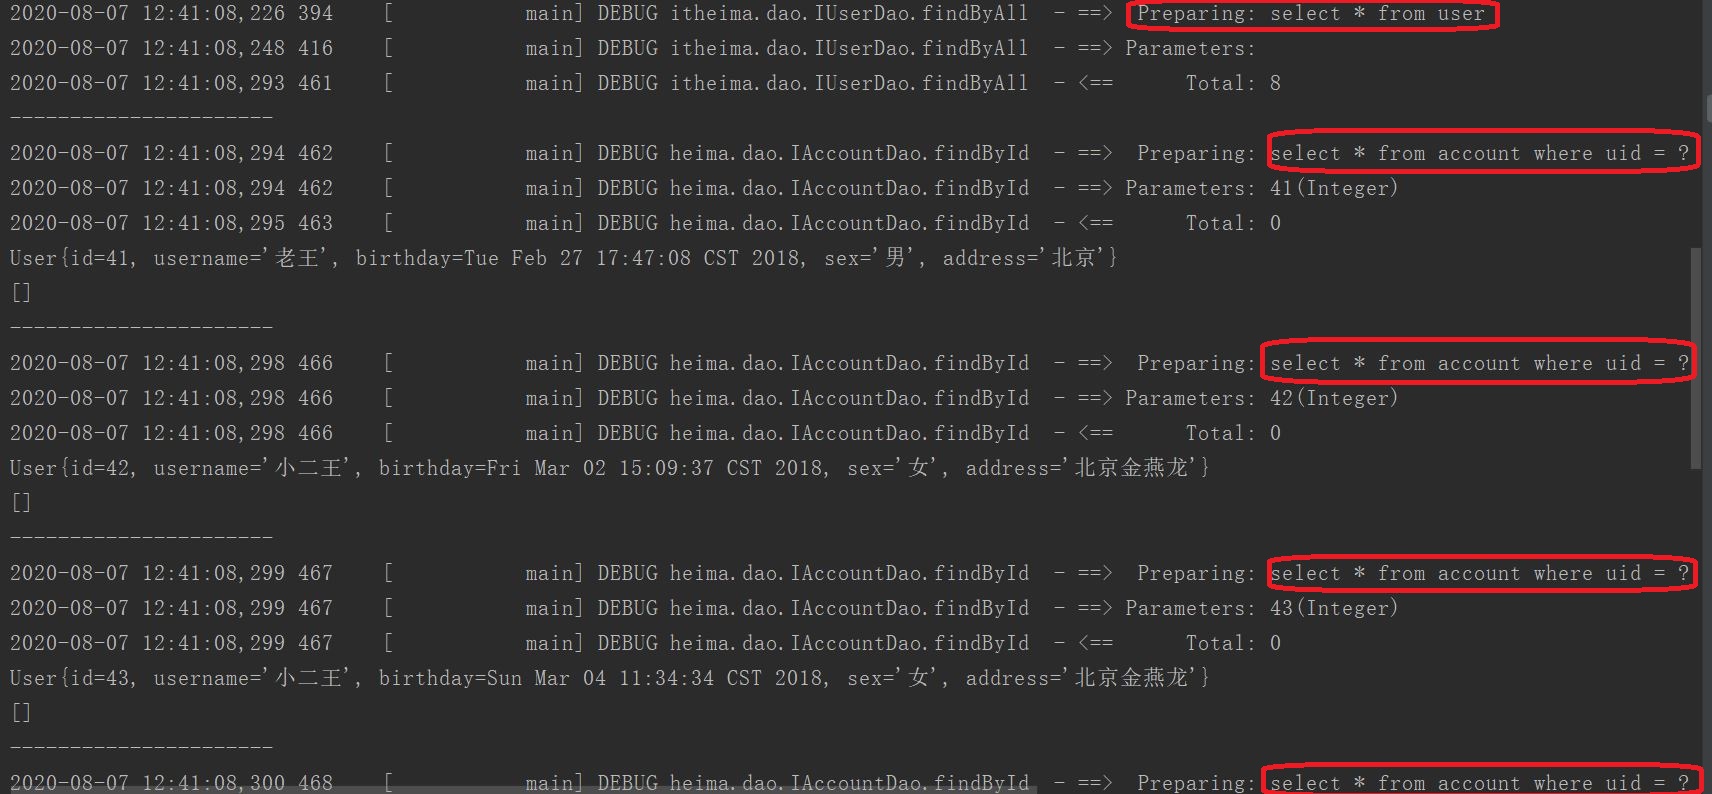 2020-08-07 12:41:08,226 394    [           main] DEBUG itheima.dao.IUserDao.findByAll  - ==>  Preparing: select * from user
2020-08-07 12:41:08,248 416    [           main] DEBUG itheima.dao.IUserDao.findByAll  - ==> Parameters:
2020-08-07 12:41:08,293 461    [           main] DEBUG itheima.dao.IUserDao.findByAll  - <==      Total: 8
----------------------
2020-08-07 12:41:08,294 462    [           main] DEBUG heima.dao.IAccountDao.findById  - ==>  Preparing: select * from account where uid = ?
2020-08-07 12:41:08,294 462    [           main] DEBUG heima.dao.IAccountDao.findById  - ==> Parameters: 41(Integer)
2020-08-07 12:41:08,295 463    [           main] DEBUG heima.dao.IAccountDao.findById  - <==      Total: 0
User{id=41, username='老王', birthday=Tue Feb 27 17:47:08 CST 2018, sex='男', address='北京'}
[]
----------------------
2020-08-07 12:41:08,298 466    [           main] DEBUG heima.dao.IAccountDao.findById  - ==>  Preparing: select * from account where uid = ?
2020-08-07 12:41:08,298 466    [           main] DEBUG heima.dao.IAccountDao.findById  - ==> Parameters: 42(Integer)
2020-08-07 12:41:08,298 466    [           main] DEBUG heima.dao.IAccountDao.findById  - <==      Total: 0
User{id=42, username='小二王', birthday=Fri Mar 02 15:09:37 CST 2018, sex='女', address='北京金燕龙'}
[]
----------------------
2020-08-07 12:41:08,299 467    [           main] DEBUG heima.dao.IAccountDao.findById  - ==>  Preparing: select * from account where uid = ?
2020-08-07 12:41:08,299 467    [           main] DEBUG heima.dao.IAccountDao.findById  - ==> Parameters: 43(Integer)
2020-08-07 12:41:08,299 467    [           main] DEBUG heima.dao.IAccountDao.findById  - <==      Total: 0
User{id=43, username='小二王', birthday=Sun Mar 04 11:34:34 CST 2018, sex='女', address='北京金燕龙'}
[]
----------------------
2020-08-07 12:41:08,300 468    [           main] DEBUG heima.dao.IAccountDao.findById  - ==>  Preparing: select * from account where uid = ?